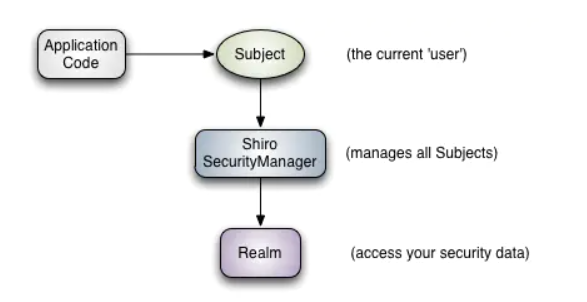 Application
Code
Subject
(the current 'user')
Shiro
SecurityManager
(manages all Subjects)
Realm
(access your security data)